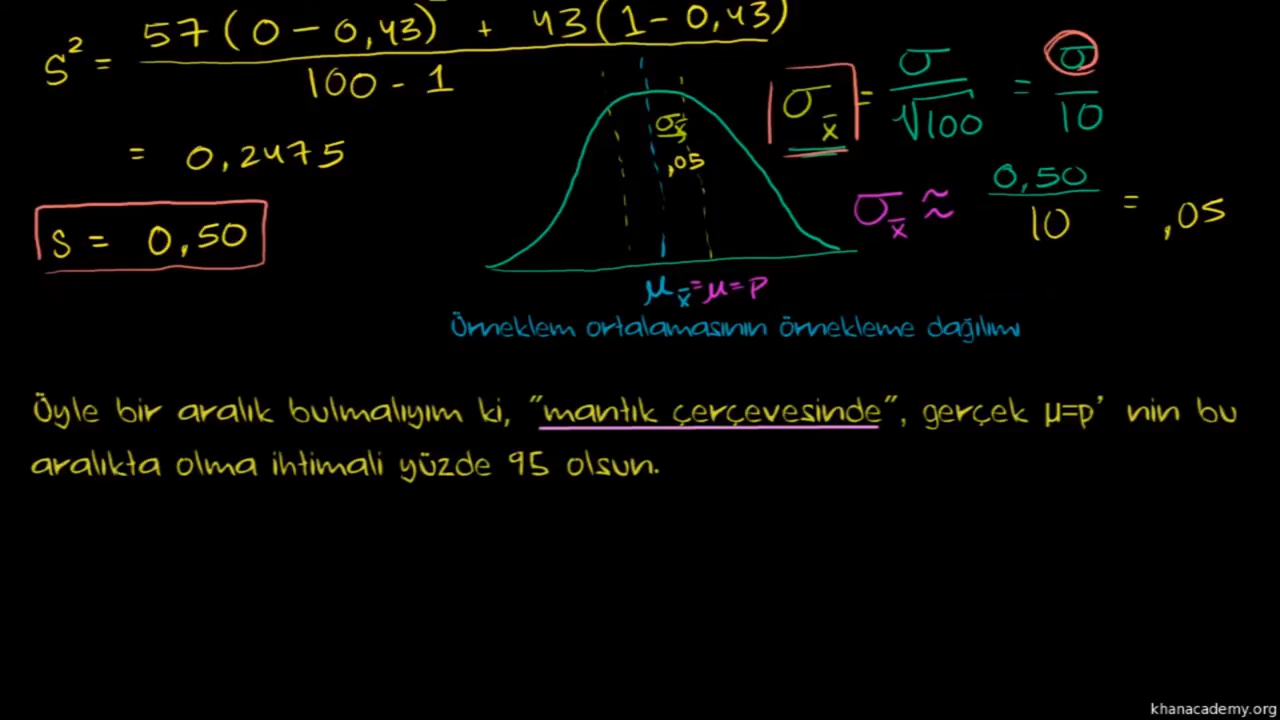 S² = 57(0 - 0,43)² + 43(1 - 0,43) / 100 - 1
= 0,2475
S = 0,50
σx̄ = σ/√100 = σ/10
σx̄ ≈ 0,50/10 = ,05
σx̄
,05
μx̄ = μ = p
Örneklem ortalamasının örnekleme dağılımı
Öyle bir aralık bulmalıyım ki, "mantık çerçevesinde", gerçek μ=p' nin bu
aralıkta olma ihtimali yüzde 95 olsun.
khanacademy.org